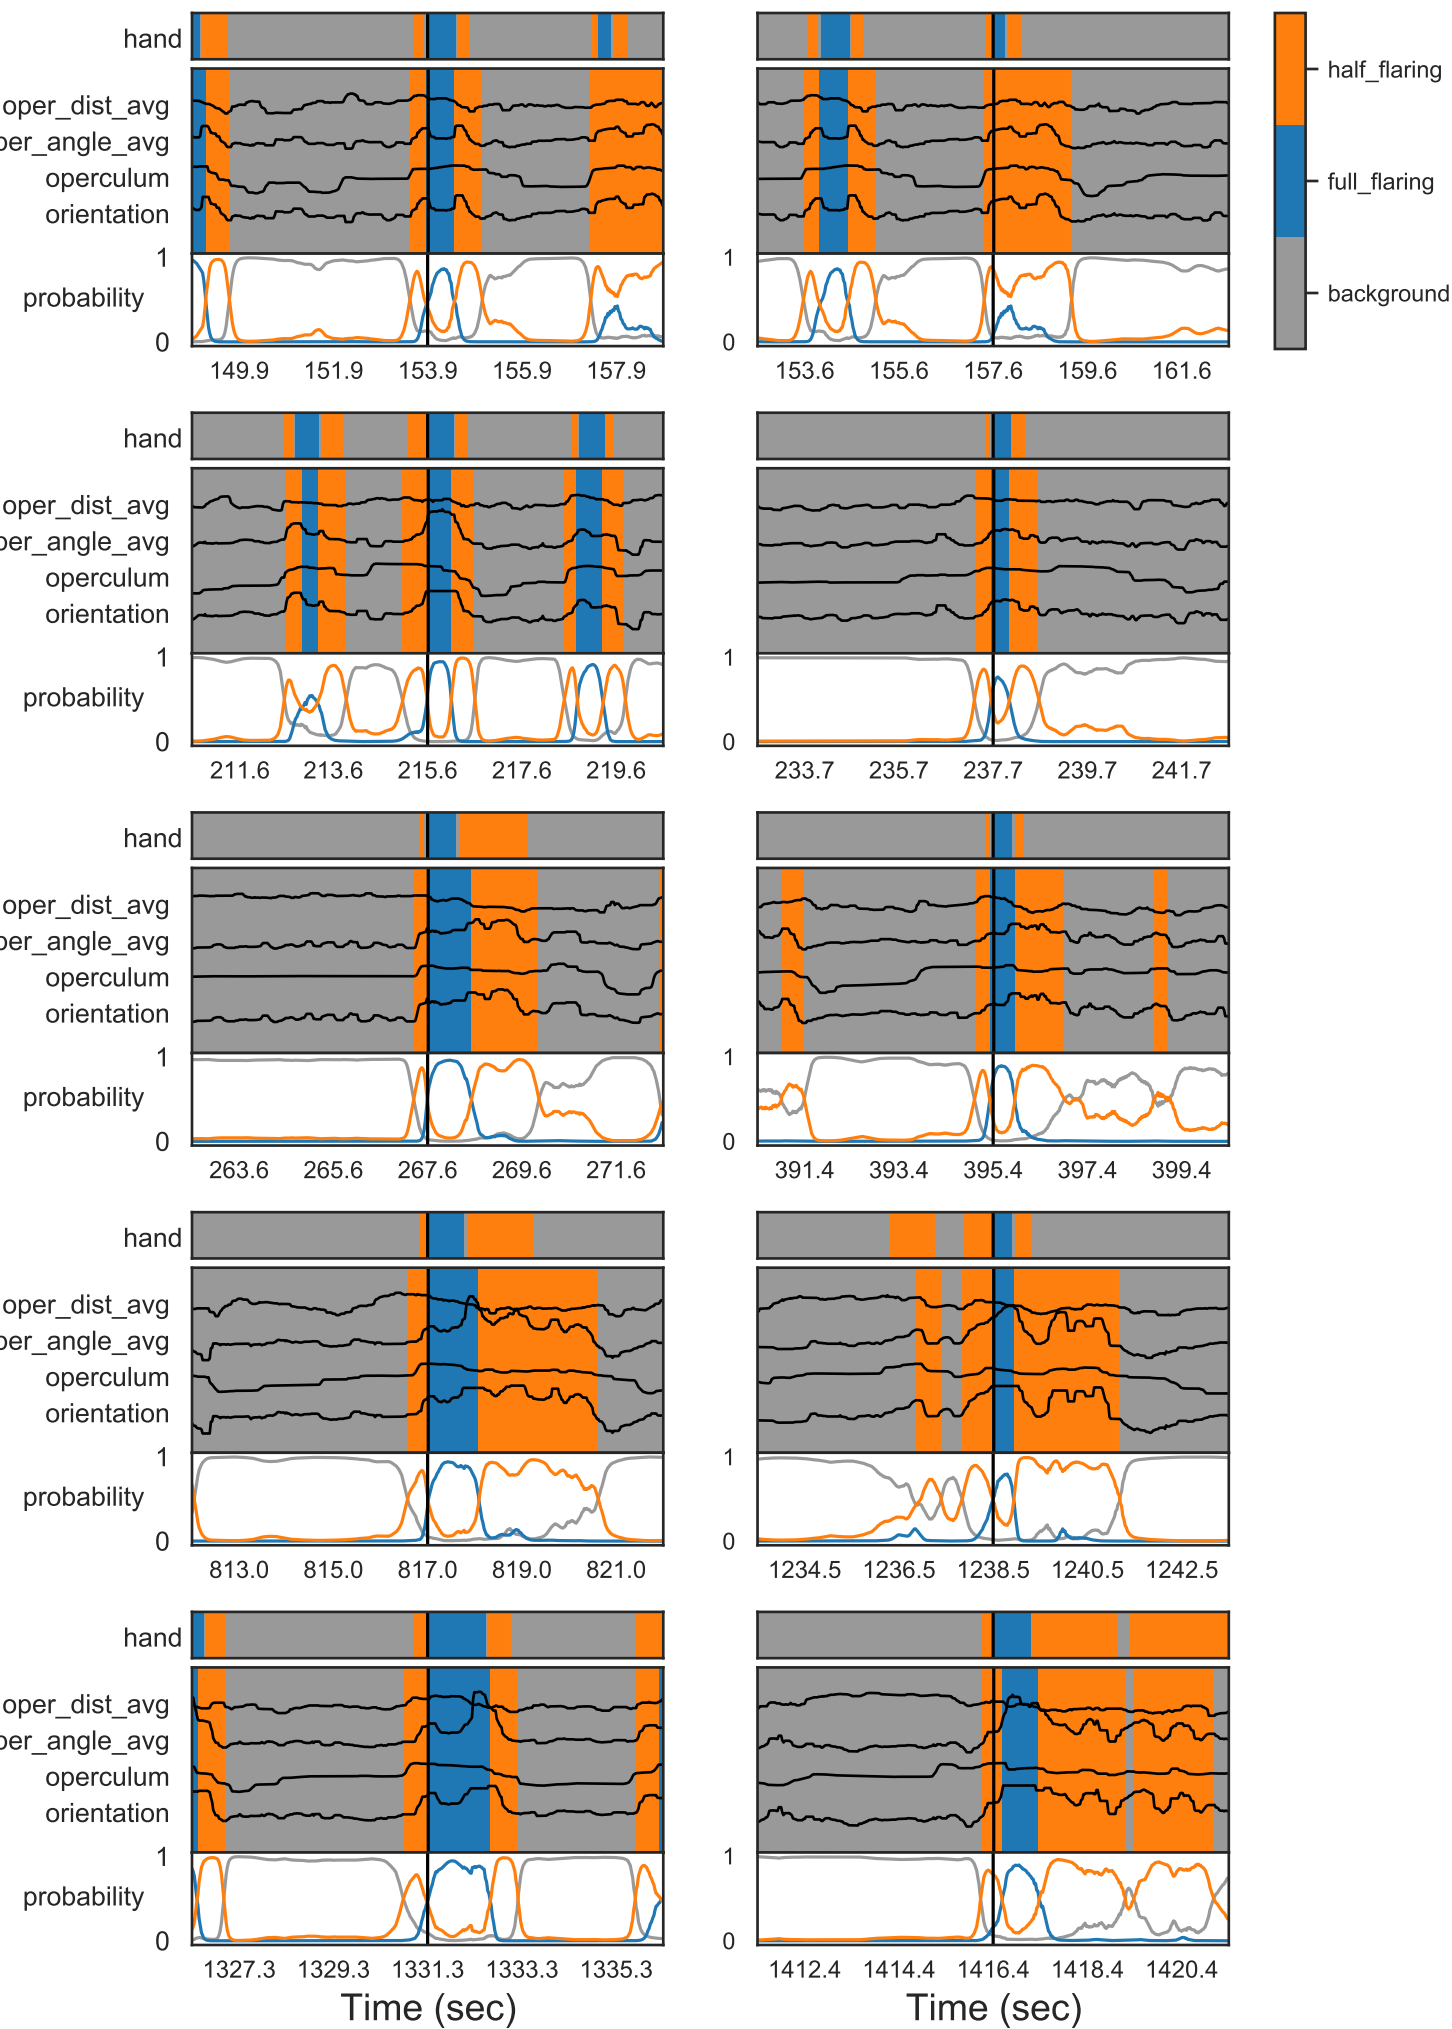 hand
half_flaring
oper_dist_avg
per_angle_avg
operculum
full_flaring
orientation
1
1
background
probability
0
0
149.9 151.9 153.9 155.9 157.9
153.6 155.6 157.6 159.6 161.6
hand
oper_dist_avg
per_angle_avg
operculum
orientation
1
1
probability
0
0
211.6 213.6 215.6 217.6 219.6
233.7 235.7 237.7 239.7 241.7
hand
oper_dist_avg
per_angle_avg
operculum
orientation
1
1
probability
0
0
263.6 265.6 267.6 269.6 271.6
391.4 393.4 395.4 397.4 399.4
hand
oper_dist_avg
per_angle_avg
operculum
orientation
1
1
probability
0
0
813.0 815.0 817.0 819.0 821.0
1234.5 1236.5 1238.5 1240.5 1242.5
hand
oper_dist_avg
per_angle_avg
operculum
orientation
1
1
probability
0
0
1327.3 1329.3 1331.3 1333.3 1335.3
1412.4 1414.4 1416.4 1418.4 1420.4
Time (sec)
Time (sec)